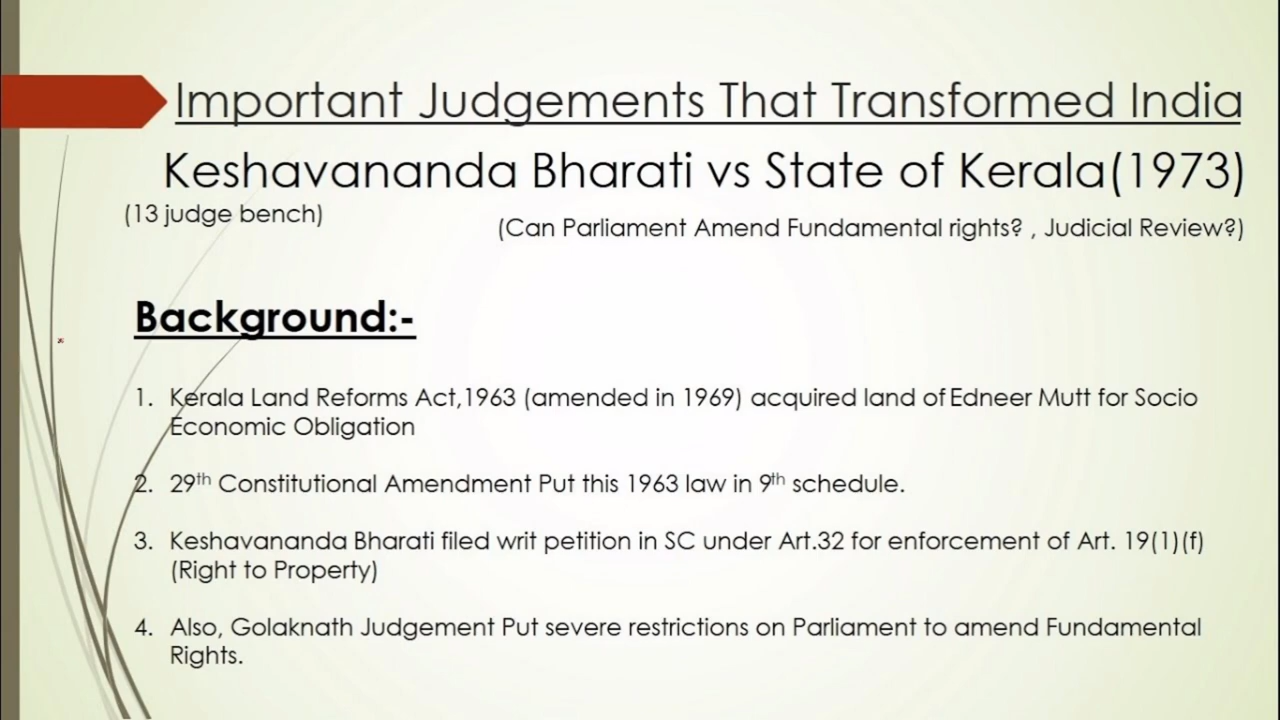 Important Judgements That Transformed India
Keshavananda Bharati vs State of Kerala(1973)
(13 judge bench)
(Can Parliament Amend Fundamental rights? , Judicial Review?)
Background:-
1. Kerala Land Reforms Act,1963 (amended in 1969) acquired land of Edneer Mutt for Socio
Economic Obligation
2. 29th Constitutional Amendment Put this 1963 law in 9th schedule.
3. Keshavananda Bharati filed writ petition in SC under Art.32 for enforcement of Art. 19(1)(f)
(Right to Property)
4. Also, Golaknath Judgement Put severe restrictions on Parliament to amend Fundamental
Rights.